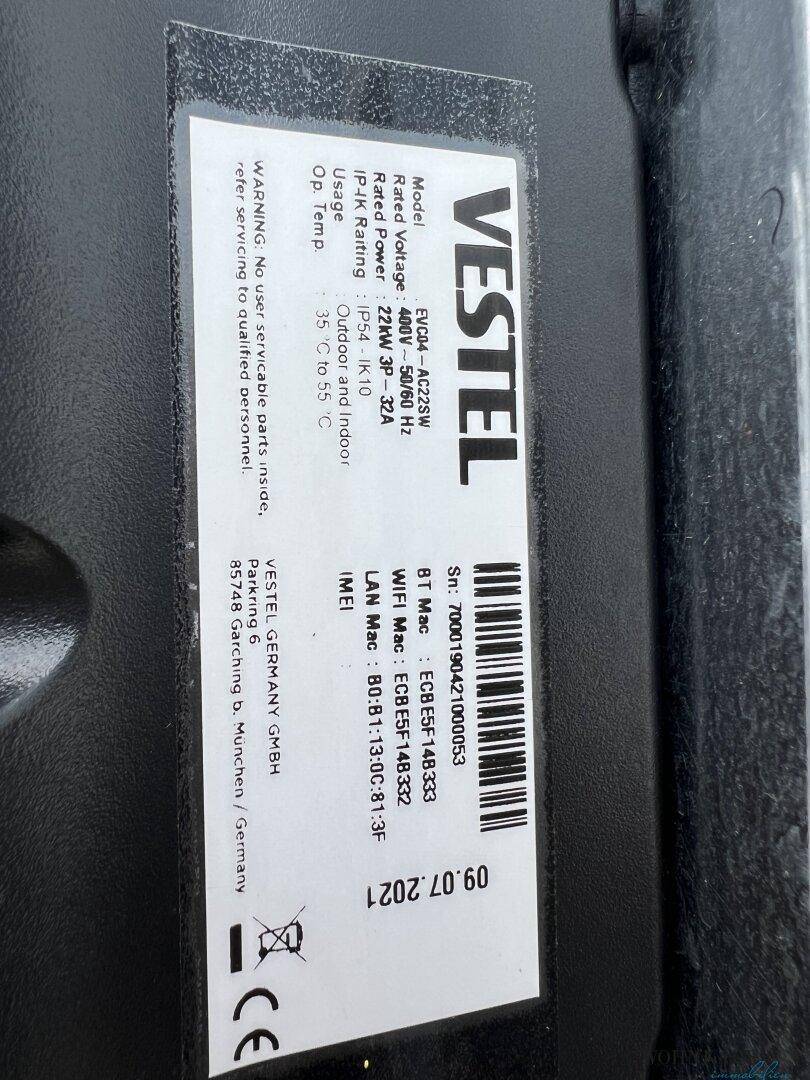 VESTEL
Model : EVC04-AC22SW
Rated Voltage : 400V ~ 50/60 Hz
Rated Power : 22kW 3P - 32A
IP-IK Raiting : IP54 - IK10
Usage : Outdoor and Indoor
Op. Temp. : 35 °C to 55 °C
WARNING: No user servicable parts inside,
refer servicing to qualified personnel.
Sn: 7000190421000053
BT Mac : ECBE5F14B333
WIFI Mac : ECBE5F14B332
LAN Mac : B0:B1:13:0C:81:3F
IMEI :
09.07.2021
VESTEL GERMANY GMBH
Parkring 6
85748 Garching b. München / Germany
CE
immobilien